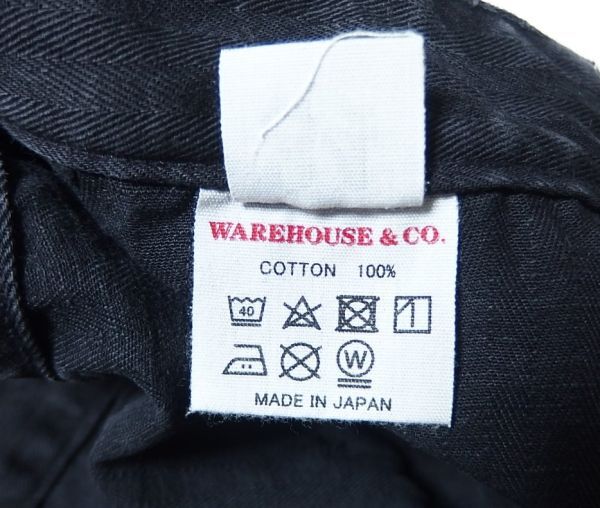 WAREHOUSE & CO.
COTTON 100%
40
W
MADE IN JAPAN